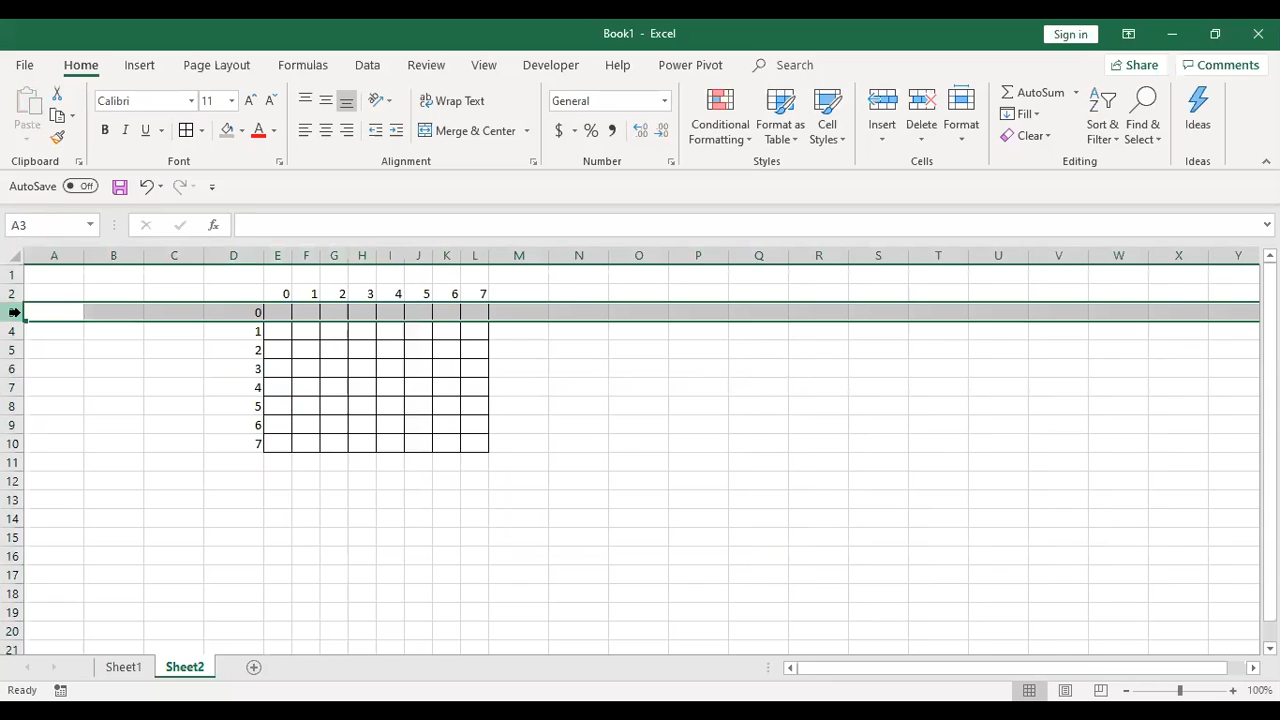 Book1 - Excel
Sign in
File Home Insert Page Layout Formulas Data Review View Developer Help Power Pivot Search Share Comments
Paste
Calibri 11
Wrap Text
General
B I U
Merge & Center
$ %
Conditional Formatting
Format as Table
Cell Styles
Insert Delete Format
AutoSum
Fill
Clear
Sort & Filter
Find & Select
Ideas
Clipboard Font Alignment Number Styles Cells Editing Ideas
AutoSave Off
A3 fx
A B C D E F G H I J K L M N O P Q R S T U V W X Y
1
2 0 1 2 3 4 5 6 7
0
4 1
5 2
6 3
7 4
8 5
9 6
10 7
11
12
13
14
15
16
17
18
19
20
21
Sheet1 Sheet2
Ready 100%